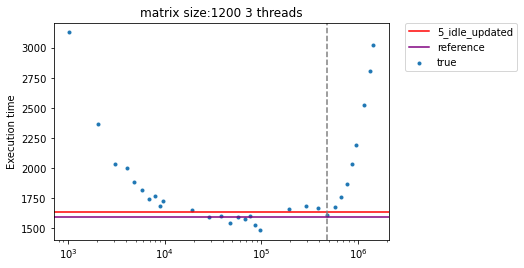 matrix size:1200 3 threads
5_idle_updated
reference
true
Execution time
3000
2750
2500
2250
2000
1750
1500
10³
10⁴
10⁵
10⁶